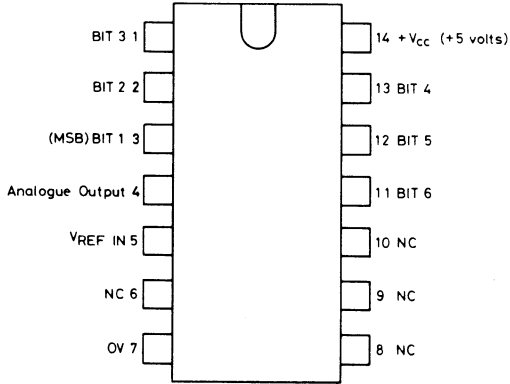 BIT 3 1
BIT 2 2
(MSB) BIT 1 3
Analogue Output 4
VREF IN 5
NC 6
0V 7
14 +VCC (+5 volts)
13 BIT 4
12 BIT 5
11 BIT 6
10 NC
9 NC
8 NC